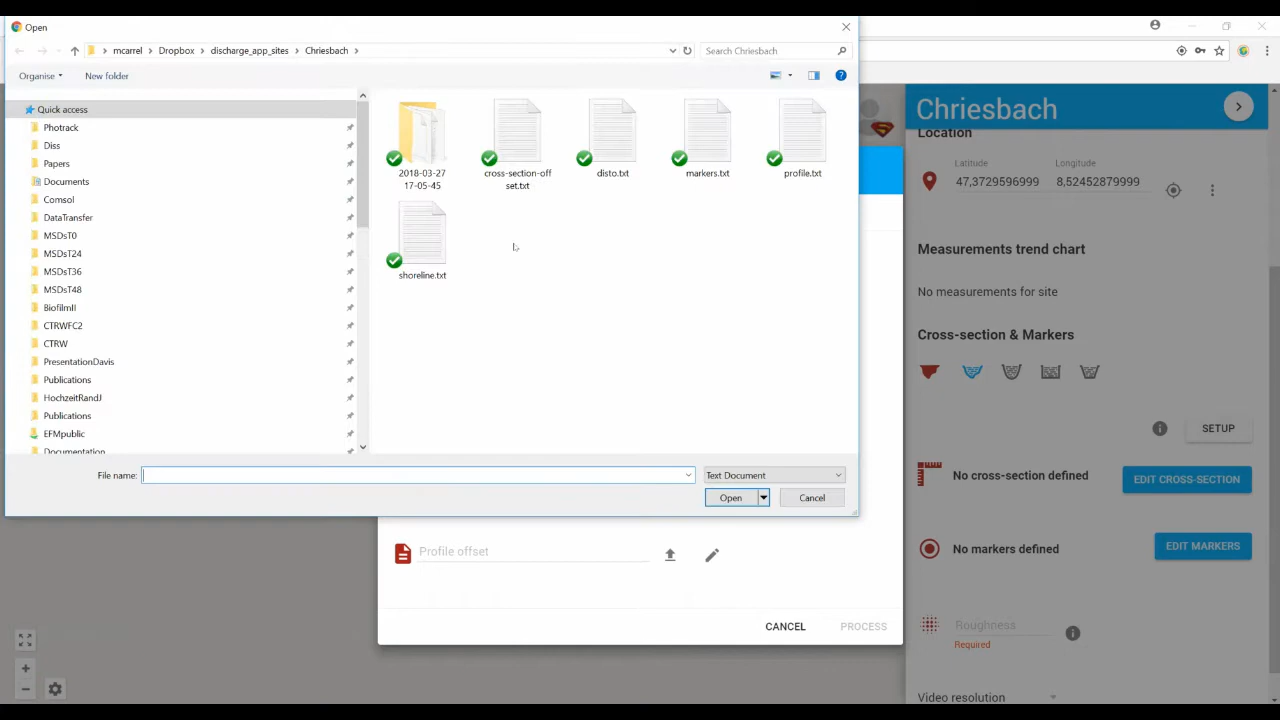 Open
mcarrel
Dropbox
discharge_app_sites
Chriesbach
Search Chriesbach
Organise
New folder
Quick access
Photrack
Diss
Papers
Documents
Comsol
DataTransfer
MSDsT0
MSDsT24
MSDsT36
MSDsT48
BiofilmII
CTRWFC2
CTRW
PresentationDavis
Publications
HochzeitRandJ
Publications
EFMpublic
Documentation
2018-03-27
17-05-45
cross-section-off
set.txt
disto.txt
markers.txt
profile.txt
shoreline.txt
File name:
Text Document
Open
Cancel
Profile offset
CANCEL
PROCESS
Chriesbach
Location
Latitude
Longitude
47,3729596999
8,52452879999
Measurements trend chart
No measurements for site
Cross-section & Markers
SETUP
No cross-section defined
EDIT CROSS-SECTION
No markers defined
EDIT MARKERS
Roughness
Required
Video resolution